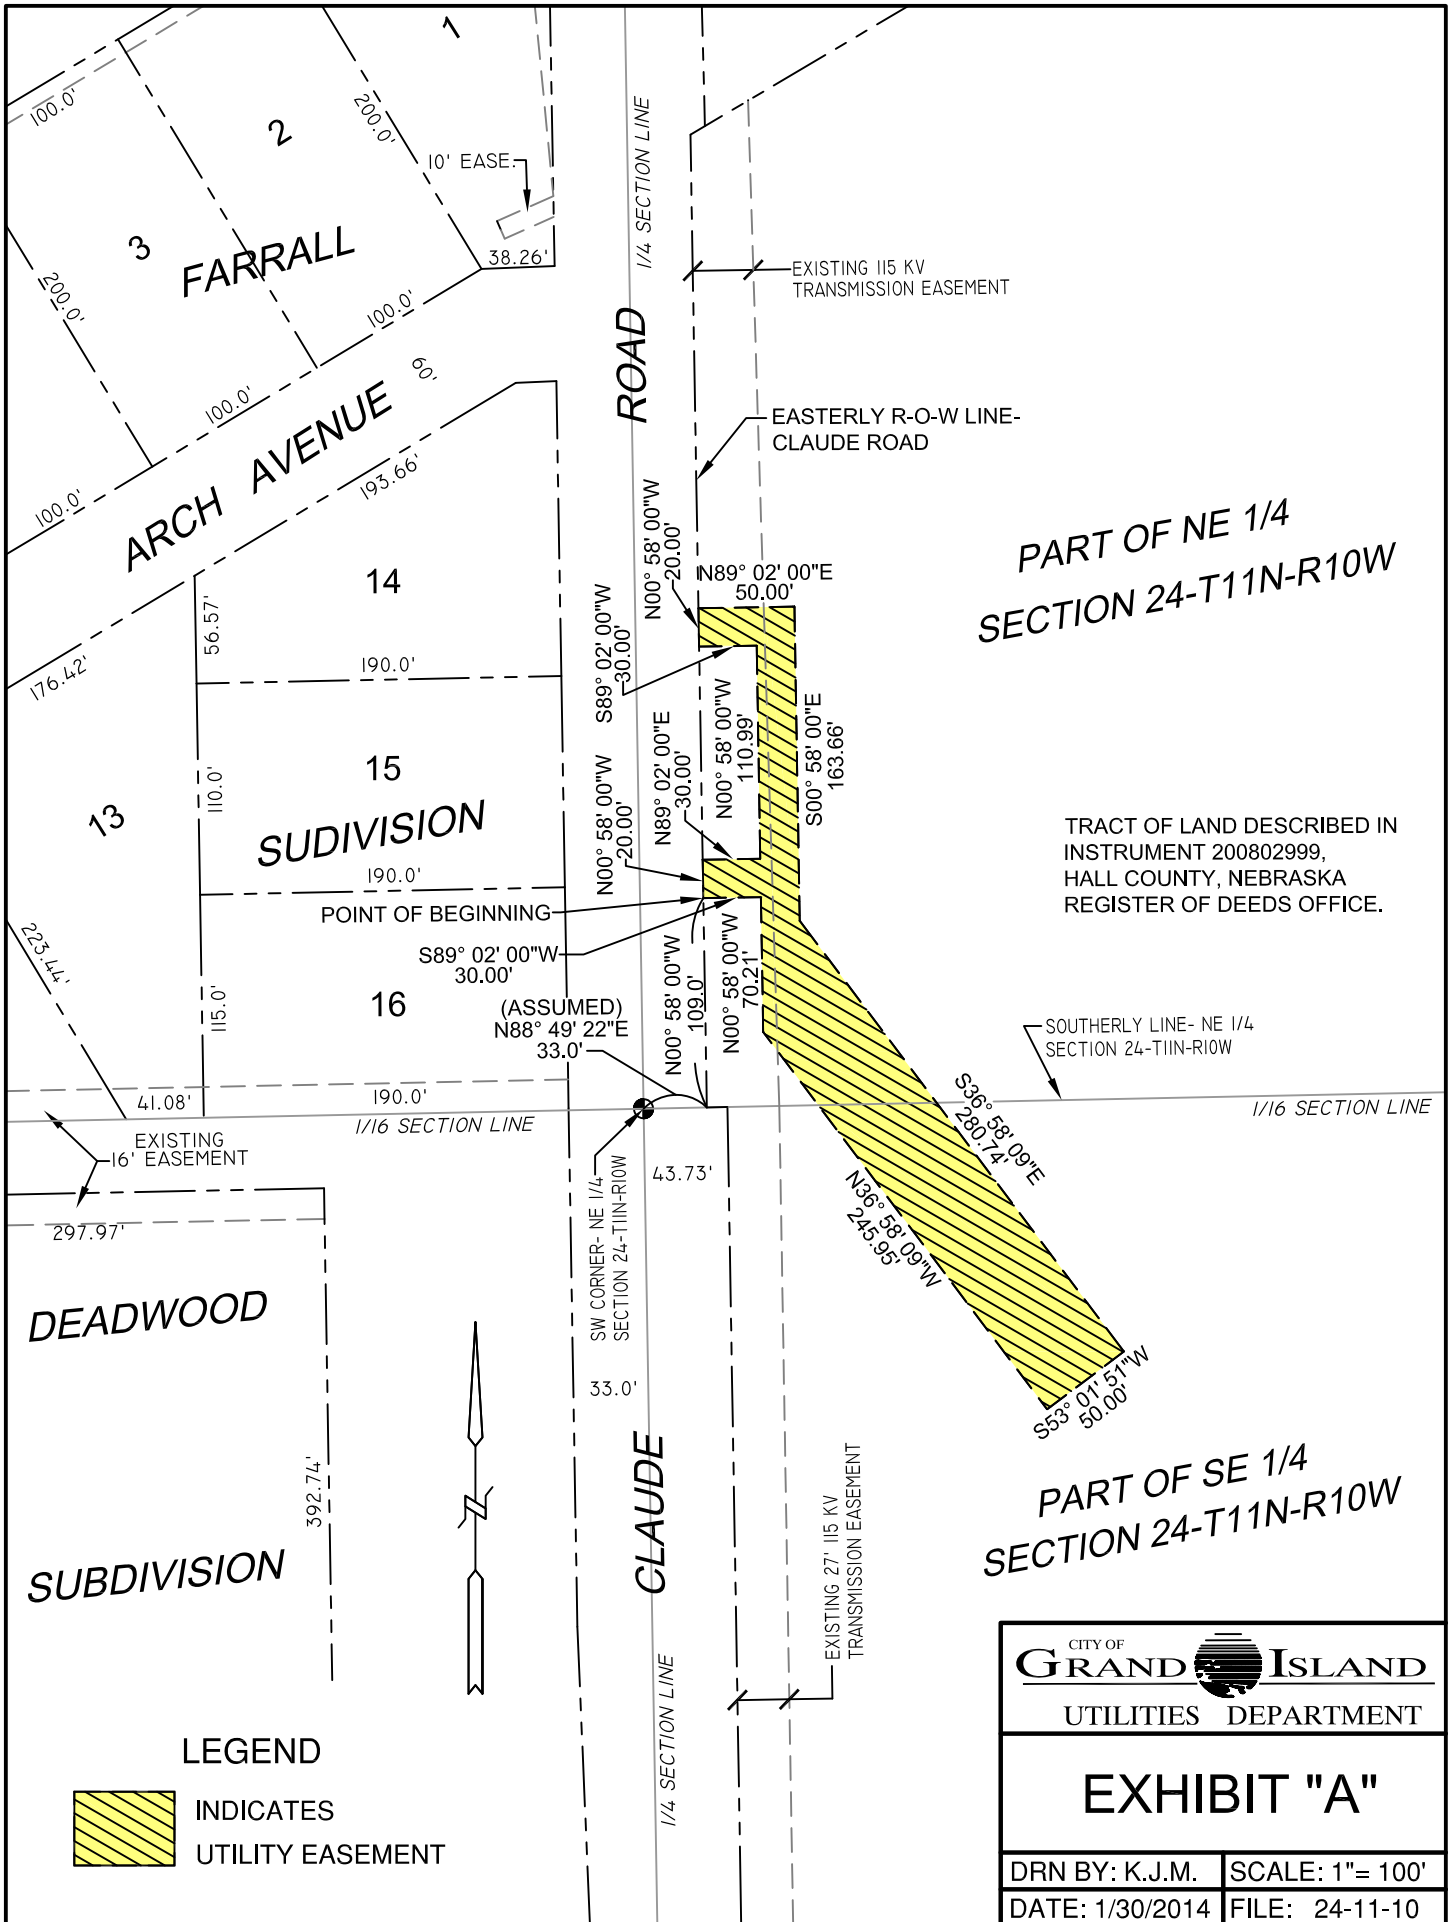 1
100.0'
2
200.0'
10' EASE.
3
FARRALL
38.26'
200.0'
100.0'
1/4 SECTION LINE
EXISTING 115 KV
TRANSMISSION EASEMENT
ROAD
60'
100.0'
ARCH AVENUE
EASTERLY R-O-W LINE-
CLAUDE ROAD
193.66'
100.0'
PART OF NE 1/4
SECTION 24-T11N-R10W
N00° 58' 00"W
20.00'
N89° 02' 00"E
50.00'
14
56.57'
S89° 02' 00"W
30.00'
176.42'
190.0'
N00° 58' 00"W
110.99'
S00° 58' 00"E
163.66'
N89° 02' 00"E
30.00'
15
110.0'
N00° 58' 00"W
20.00'
13
SUDIVISION
TRACT OF LAND DESCRIBED IN
INSTRUMENT 200802999,
HALL COUNTY, NEBRASKA
REGISTER OF DEEDS OFFICE.
190.0'
POINT OF BEGINNING
223.44'
S89° 02' 00"W
30.00'
16
115.0'
(ASSUMED)
N88° 49' 22"E
33.0'
N00° 58' 00"W
109.0'
N00° 58' 00"W
70.21'
SOUTHERLY LINE- NE 1/4
SECTION 24-T11N-R10W
41.08'
190.0'
1/16 SECTION LINE
1/16 SECTION LINE
EXISTING
16' EASEMENT
S36° 58' 09"E
280.74'
43.73'
SW CORNER- NE 1/4
SECTION 24-T11N-R10W
N36° 58' 09"W
245.95'
297.97'
DEADWOOD
33.0'
S53° 01' 51"W
50.00'
392.74'
CLAUDE
EXISTING 27' 115 KV
TRANSMISSION EASEMENT
PART OF SE 1/4
SECTION 24-T11N-R10W
SUBDIVISION
1/4 SECTION LINE
LEGEND
INDICATES
UTILITY EASEMENT
CITY OF
GRAND ISLAND
UTILITIES DEPARTMENT
EXHIBIT "A"
DRN BY: K.J.M.
SCALE: 1"= 100'
DATE: 1/30/2014
FILE: 24-11-10